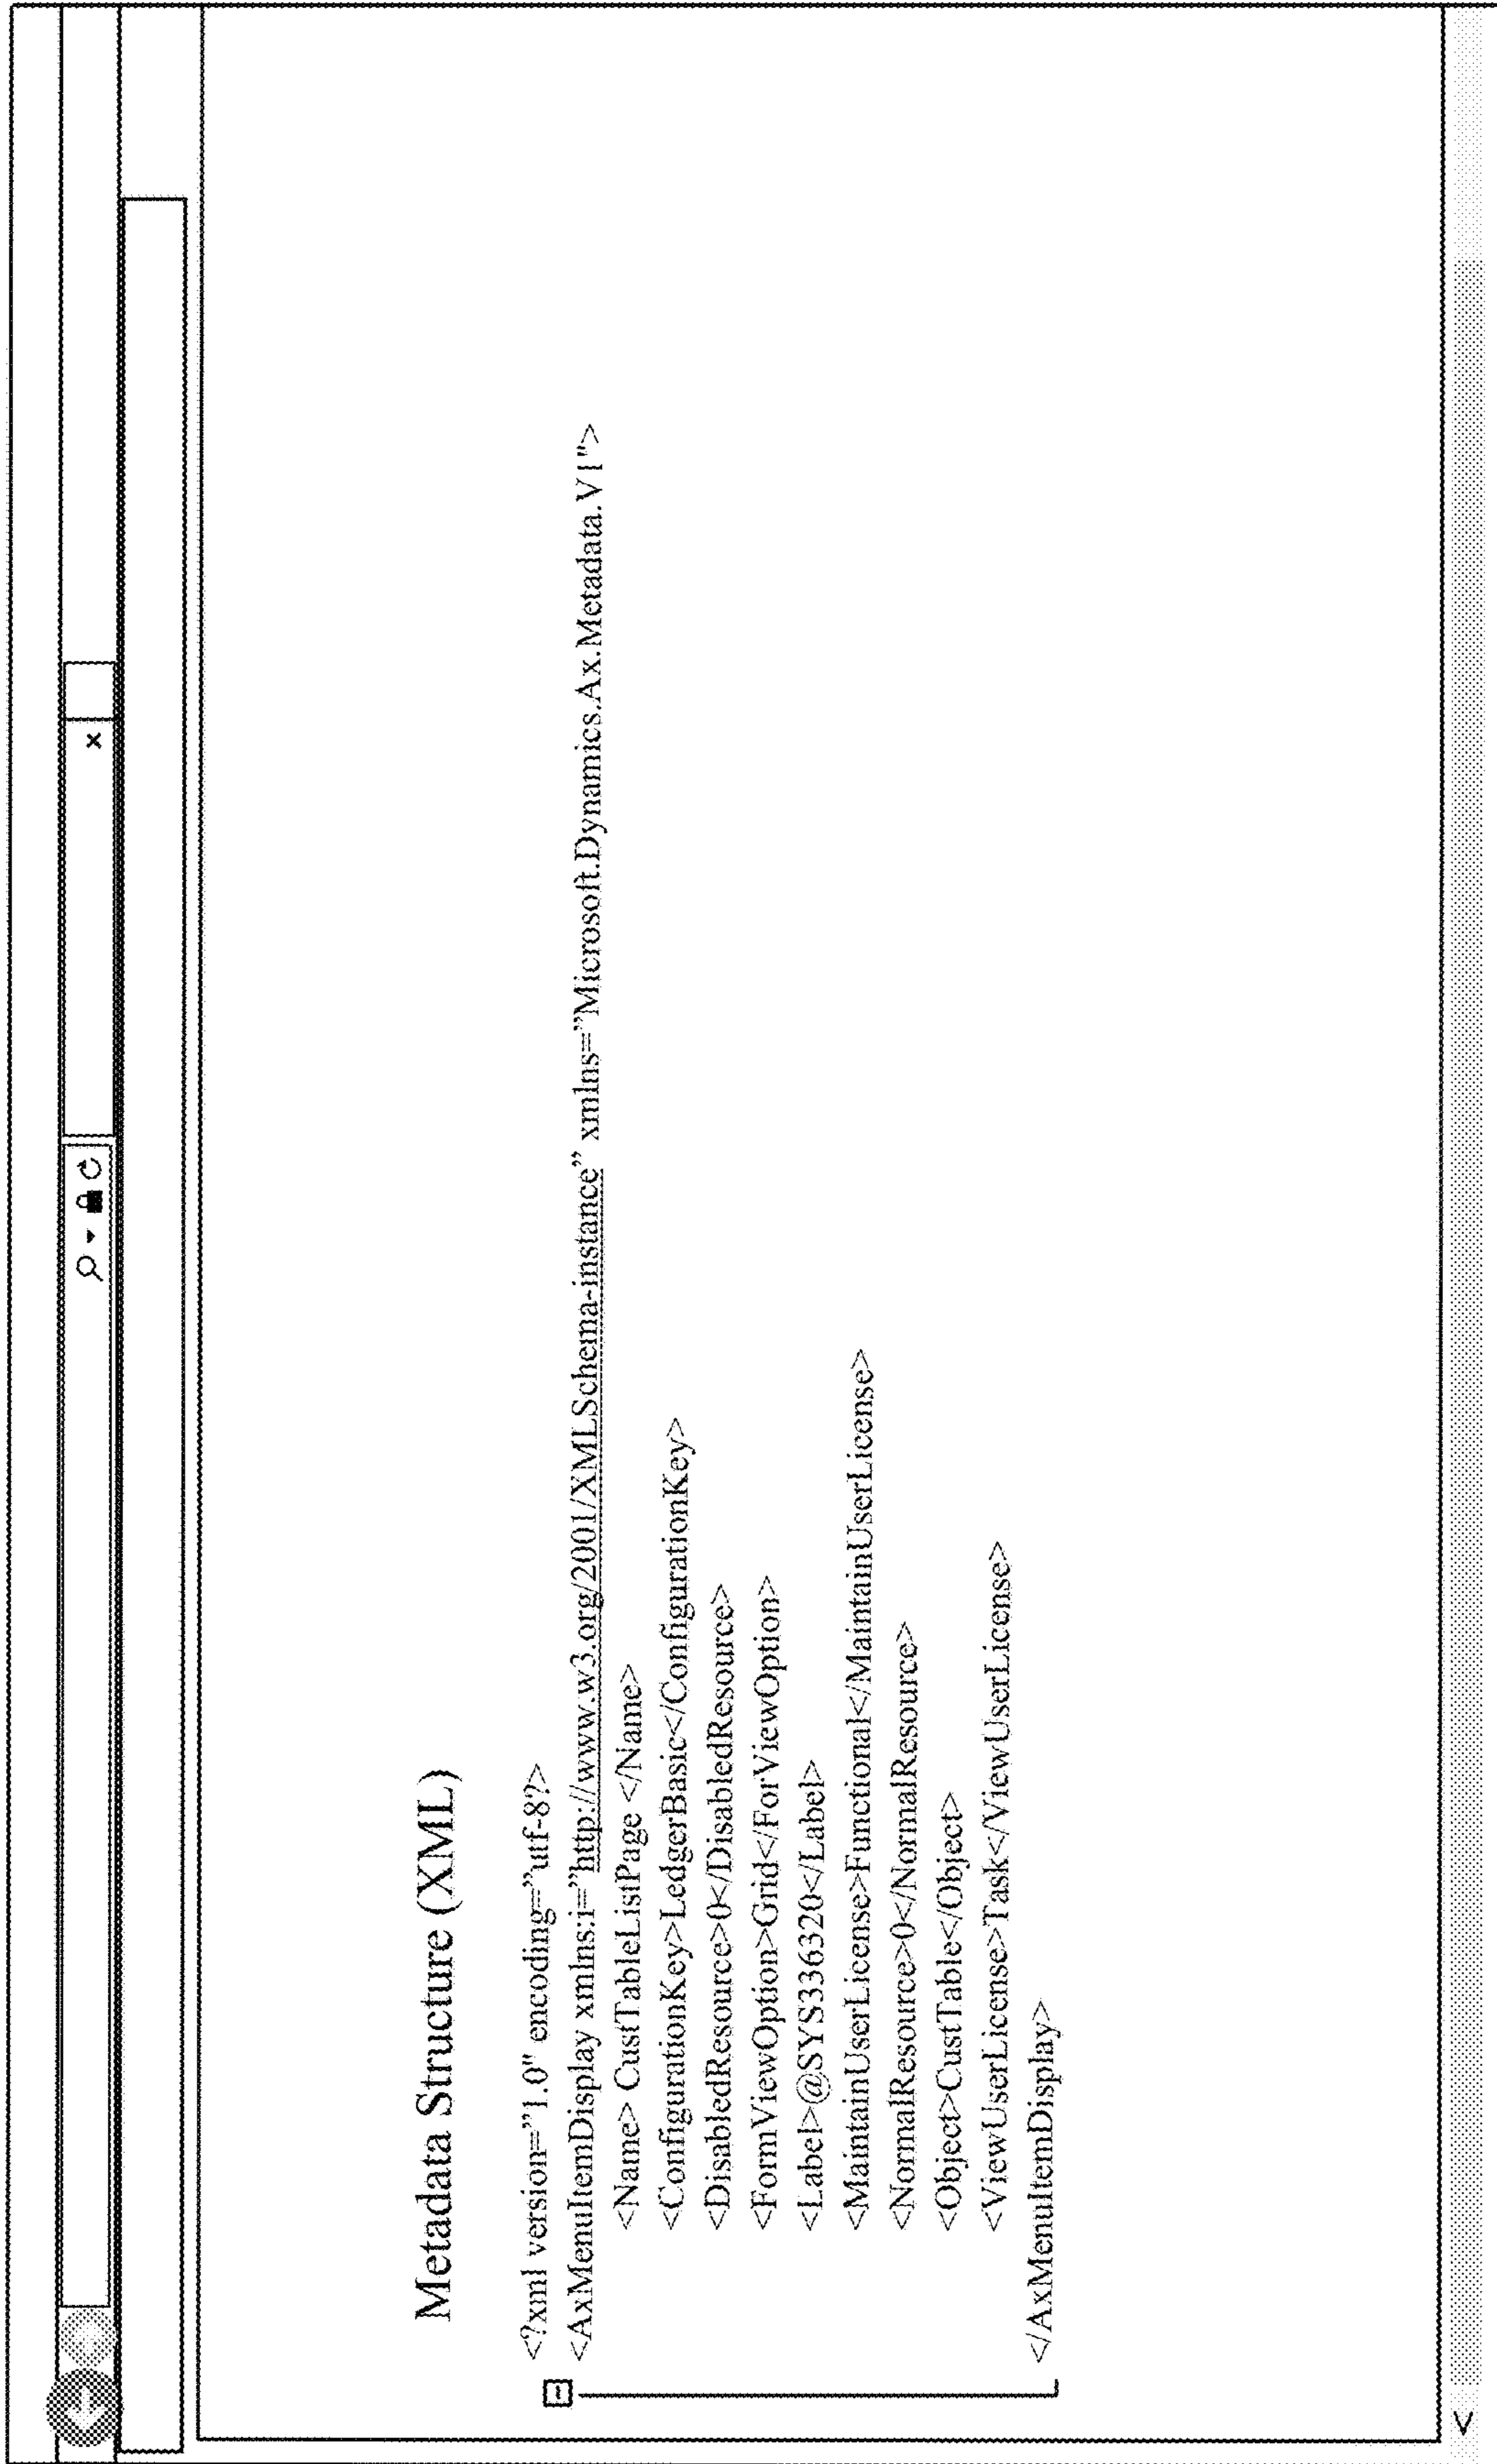 Metadata Structure (XML)
<?xml version=”1.0" encoding=”utf-8?>
<AxMenuItemDisplay xmlns:i=”http://www.w3.org/2001/XMLSchema-instance” xmlns=”Microsoft.Dynamics.Ax.Metadata.V1">
<Name> CustTableListPage </Name>
<ConfigurationKey>LedgerBasic</ConfigurationKey>
<DisabledResource>0</DisabledResource>
<FormViewOption>Grid</ForViewOption>
<Label>@SYS336320</Label>
<MaintainUserLicense>Functional</MaintainUserLicense>
<NormalResource>0</NormalResource>
<Object>CustTable</Object>
<ViewUserLicense>Task</ViewUserLicense>
</AxMenuItemDisplay>